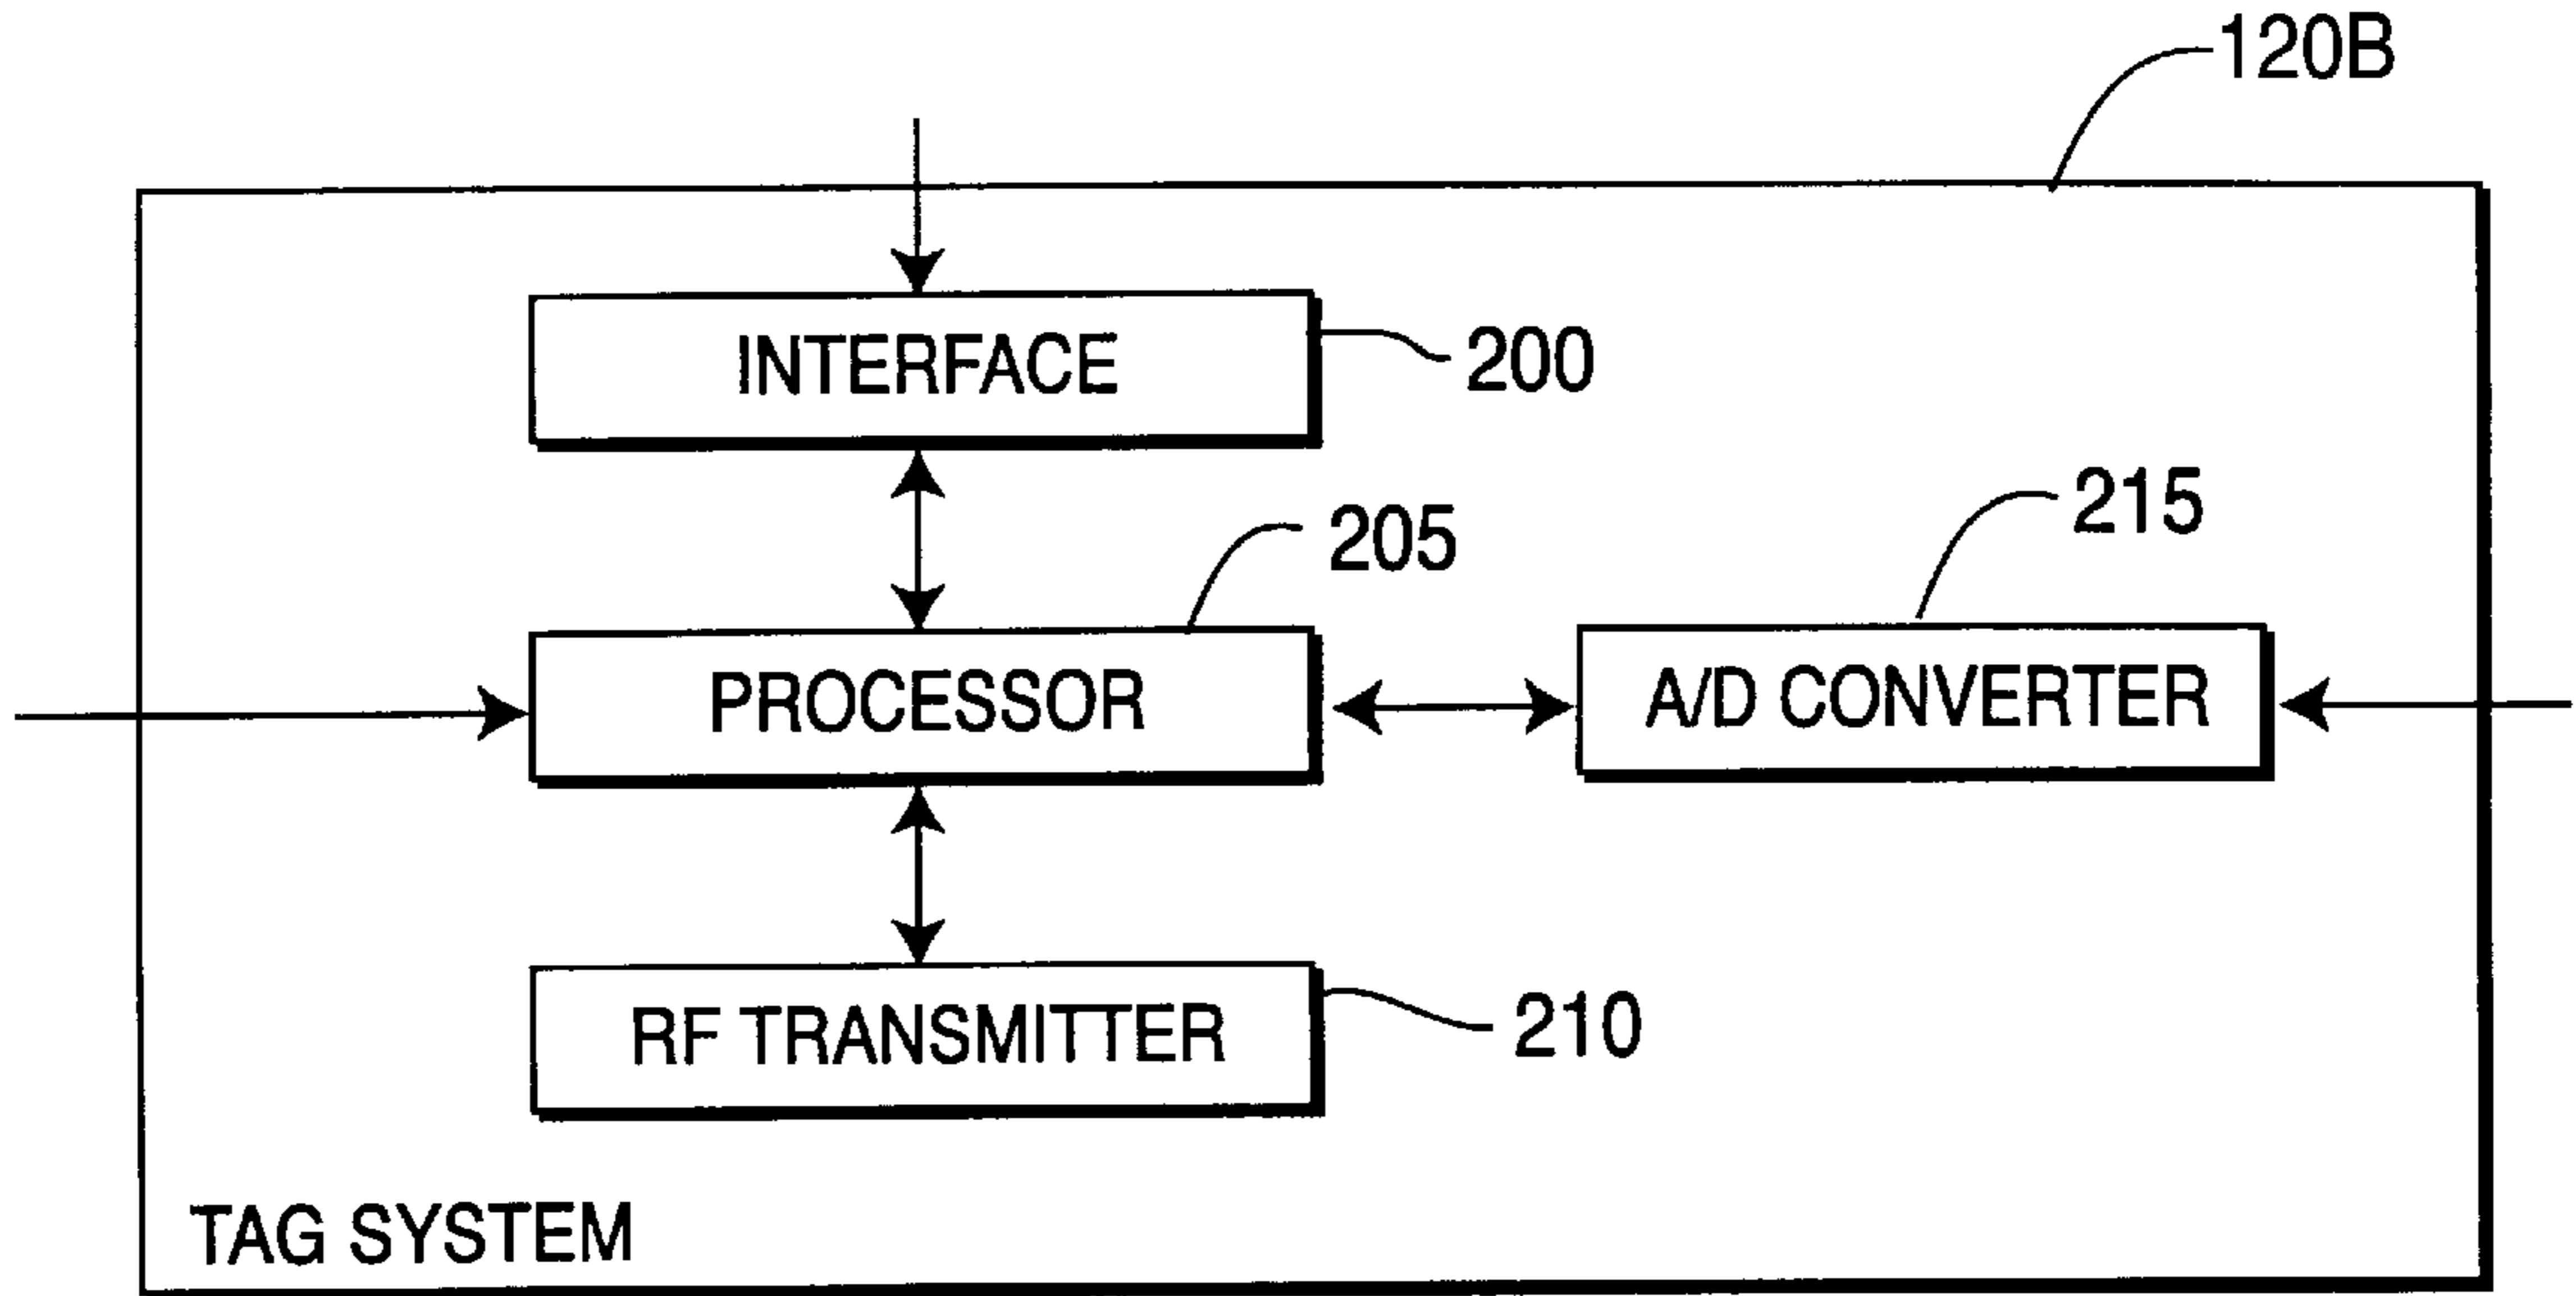 120B
INTERFACE
200
205
215
PROCESSOR
A/D CONVERTER
RF TRANSMITTER
210
TAG SYSTEM